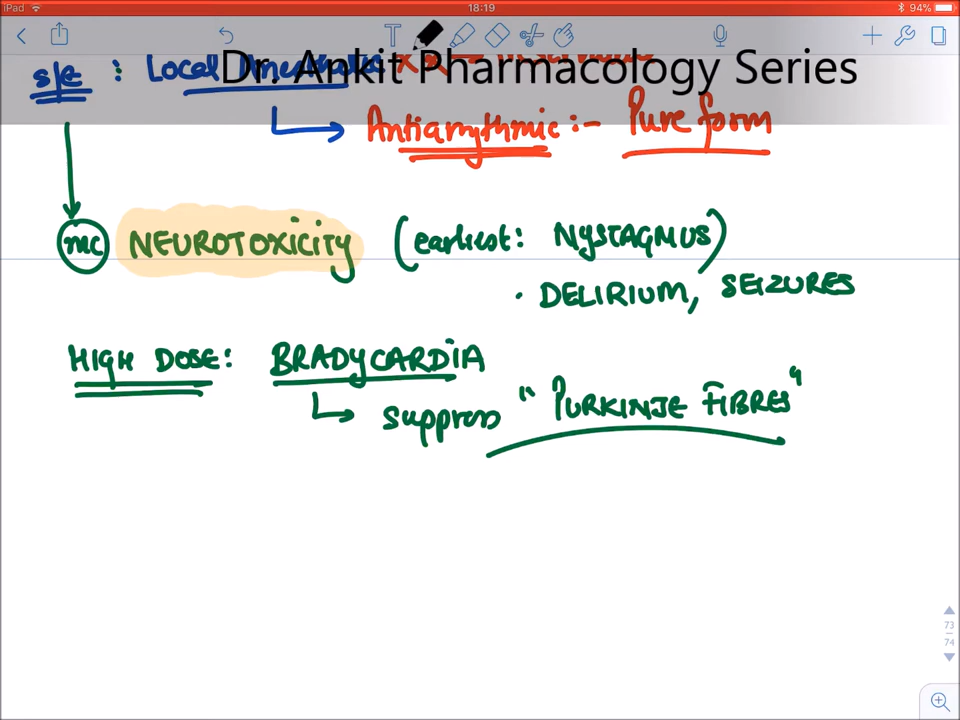 iPad 18:19 94%
Dr. Ankit Pharmacology Series
s/e : Local
Antiarrythmic :- Pure form
mc NEUROTOXICITY (earliest: NYSTAGMUS)
• DELIRIUM, SEIZURES
HIGH DOSE: BRADYCARDIA
suppress "PURKINJE FIBRES"
73
74